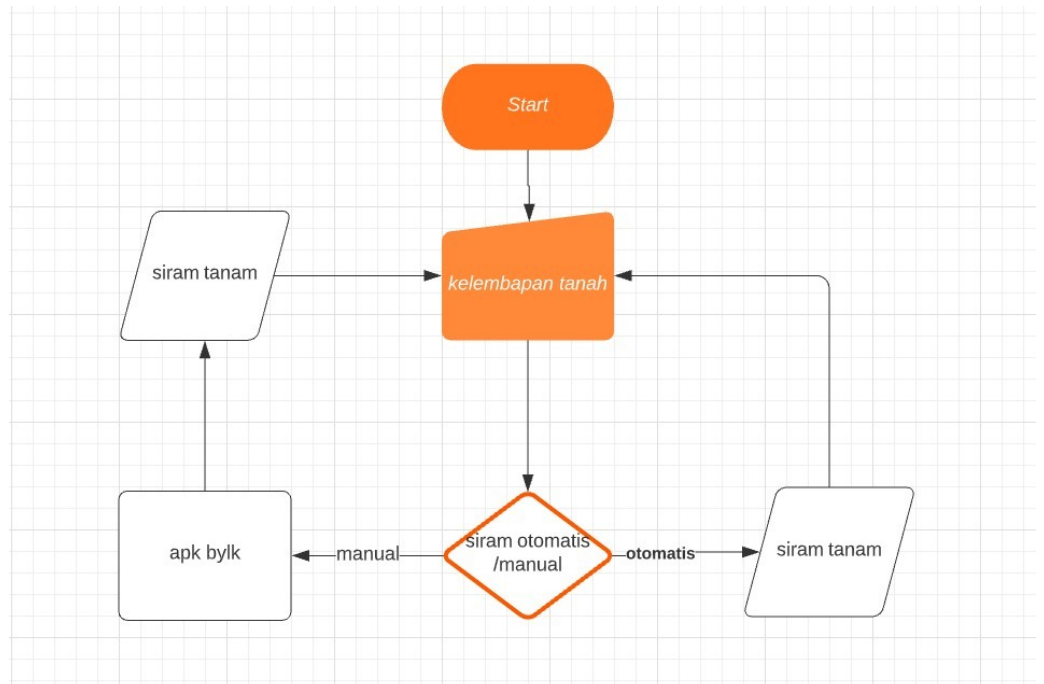 Start
siram tanam
kelembapan tanah
apk bylk
manual
siram otomatis
/manual
otomatis
siram tanam